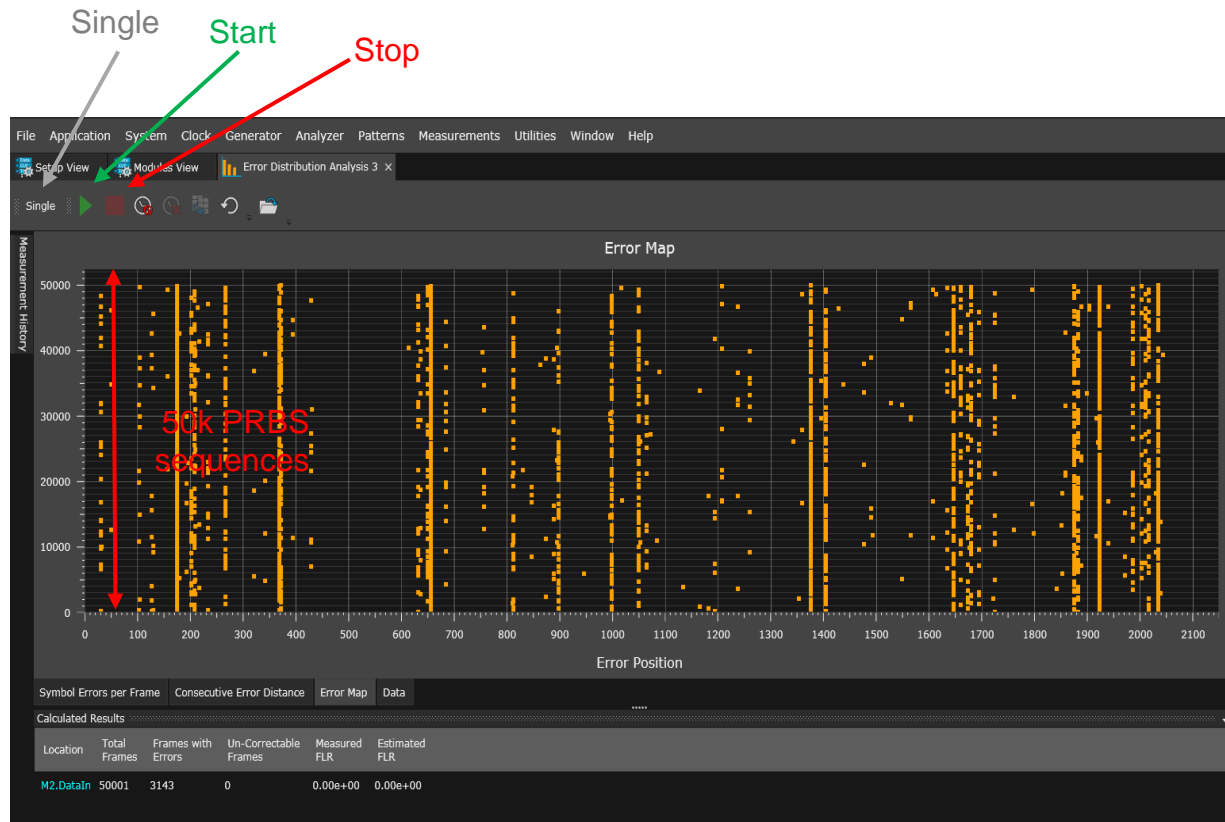 Single
Start
Stop
File Application System Clock Generator Analyzer Patterns Measurements Utilities Window Help
Setup View Modules View Error Distribution Analysis 3 ×
Single
Measurement History
Error Map
50000
40000
30000
20000
10000
0
50k PRBS
sequences
0 100 200 300 400 500 600 700 800 900 1000 1100 1200 1300 1400 1500 1600 1700 1800 1900 2000 2100
Error Position
Symbol Errors per Frame Consecutive Error Distance Error Map Data
Calculated Results
Location Total Frames Frames with Errors Un-Correctable Frames Measured FLR Estimated FLR
M2.DataIn 50001 3143 0 0.00e+00 0.00e+00